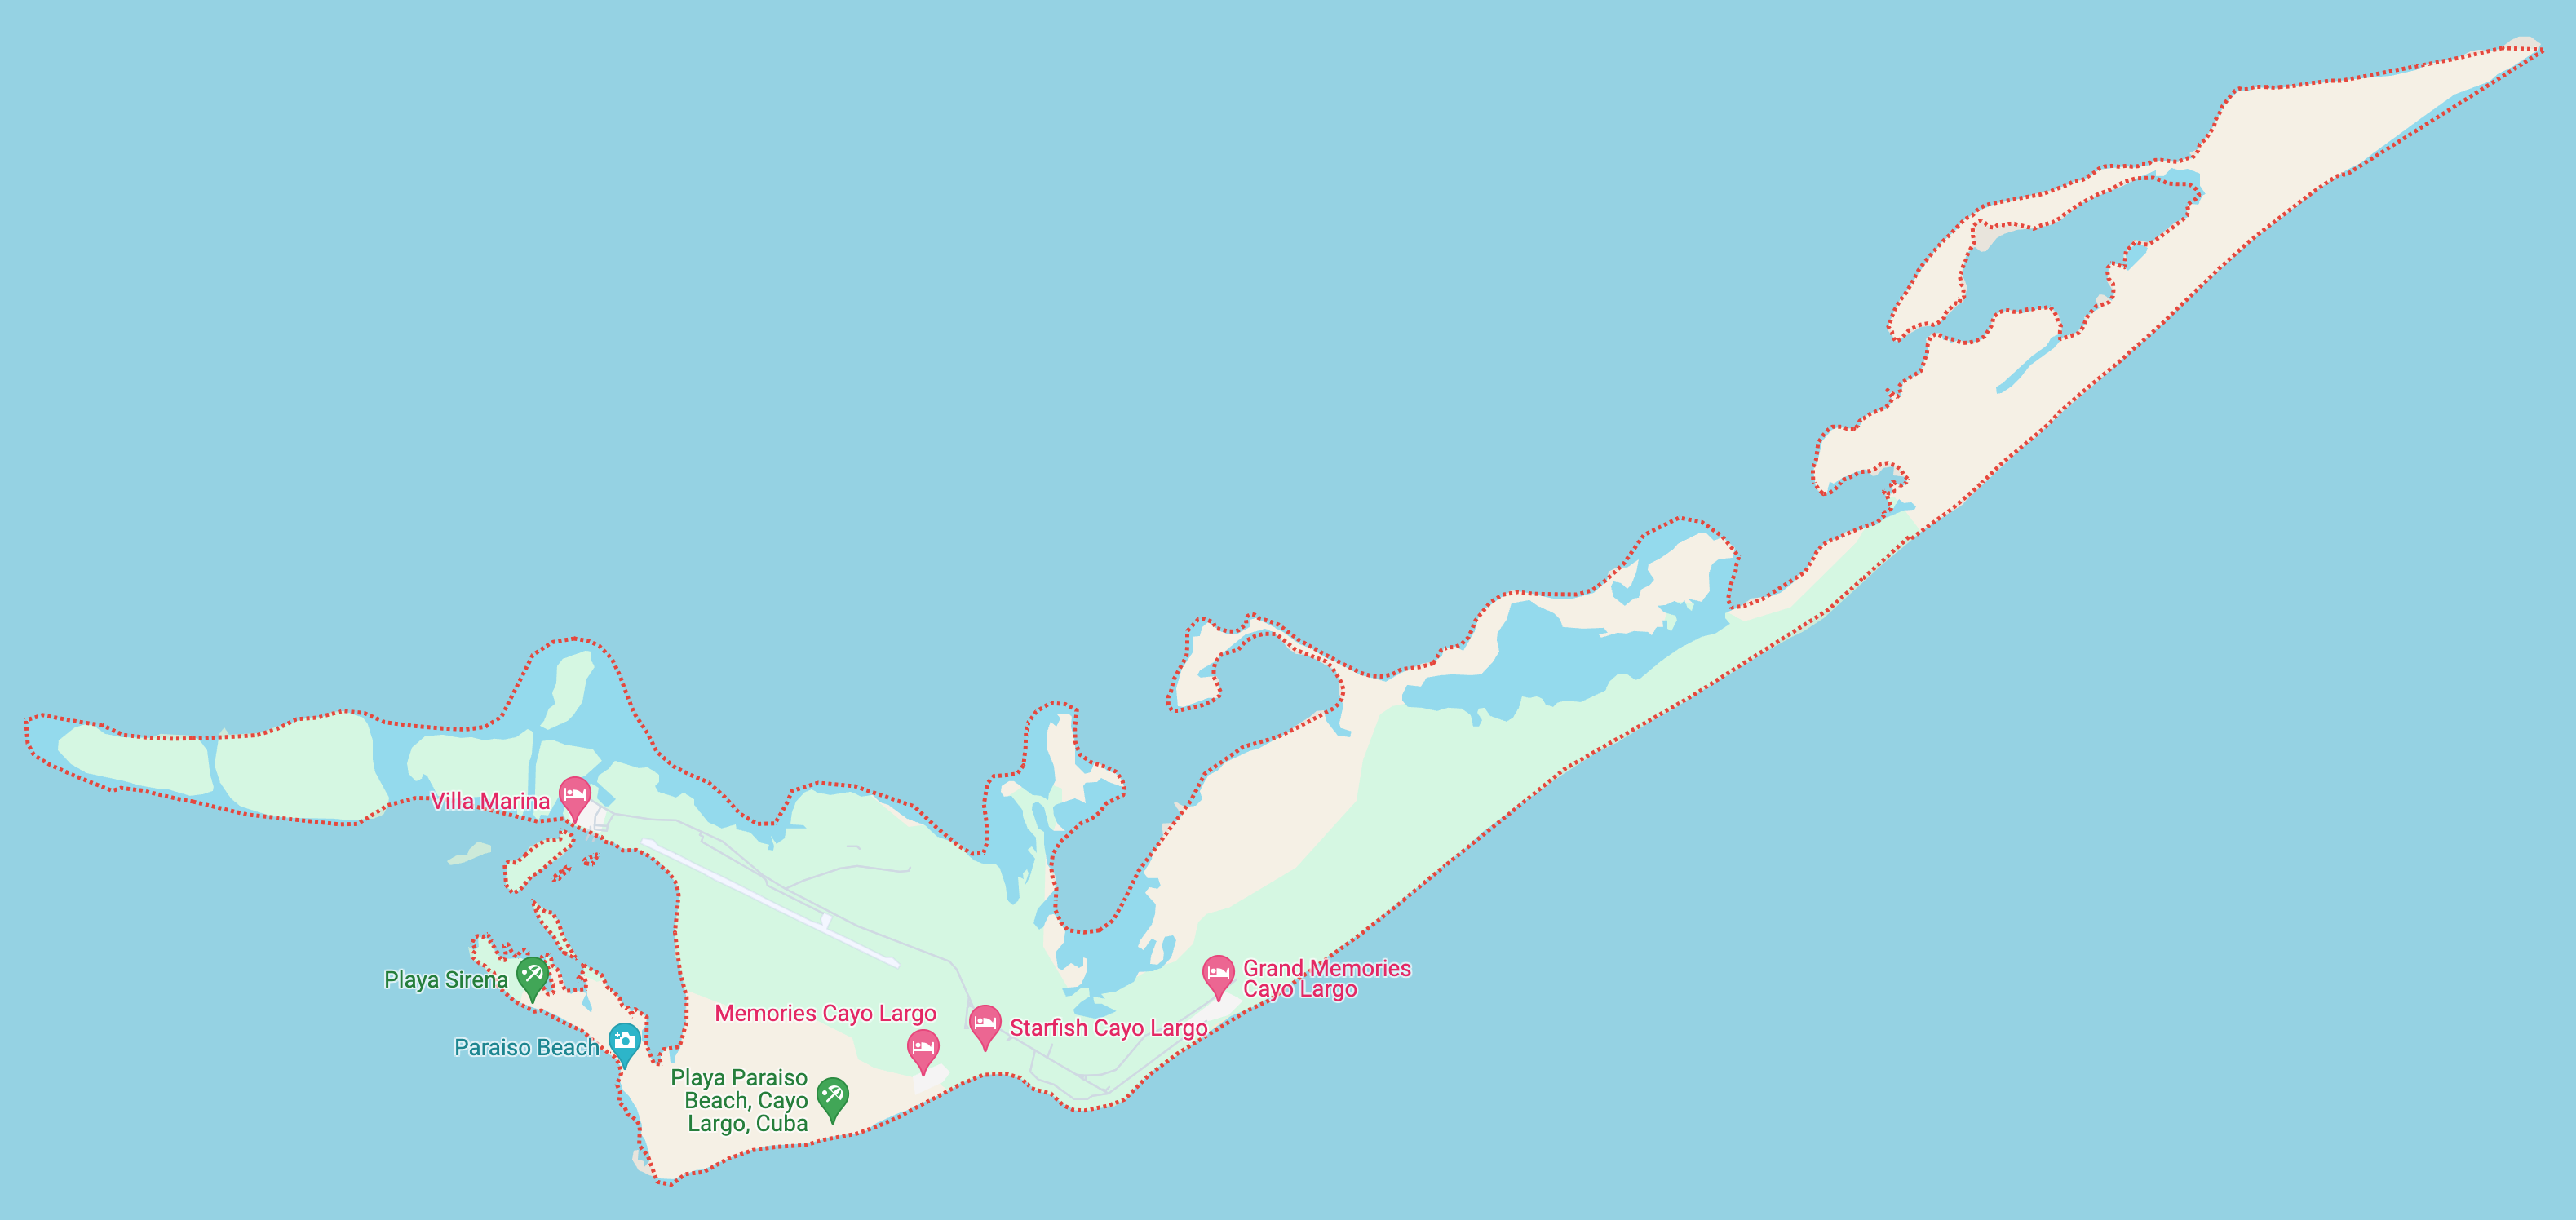 Villa Marina
Playa Sirena
Grand Memories
Cayo Largo
Memories Cayo Largo
Starfish Cayo Largo
Paraiso Beach
Playa Paraiso
Beach, Cayo
Largo, Cuba